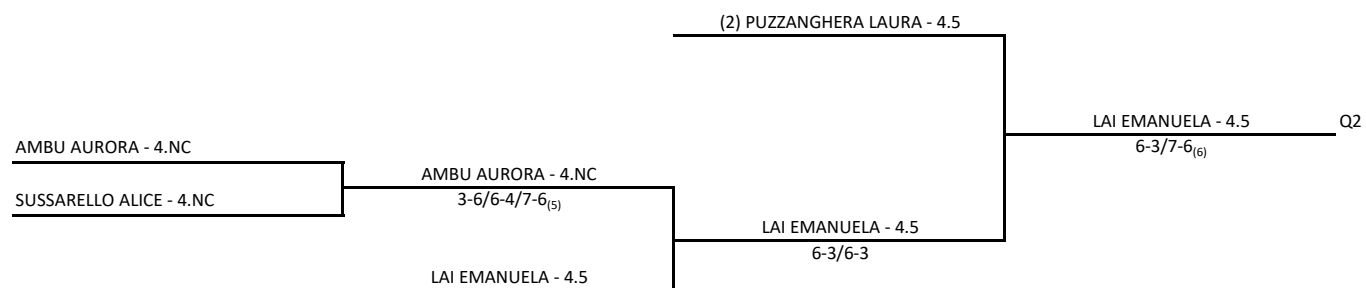 (2) PUZZANGHERA LAURA - 4.5
LAI EMANUELA - 4.5 Q2
6-3/7-6(6)
AMBU AURORA - 4.NC
AMBU AURORA - 4.NC
3-6/6-4/7-6(5)
SUSSARELLO ALICE - 4.NC
LAI EMANUELA - 4.5
6-3/6-3
LAI EMANUELA - 4.5